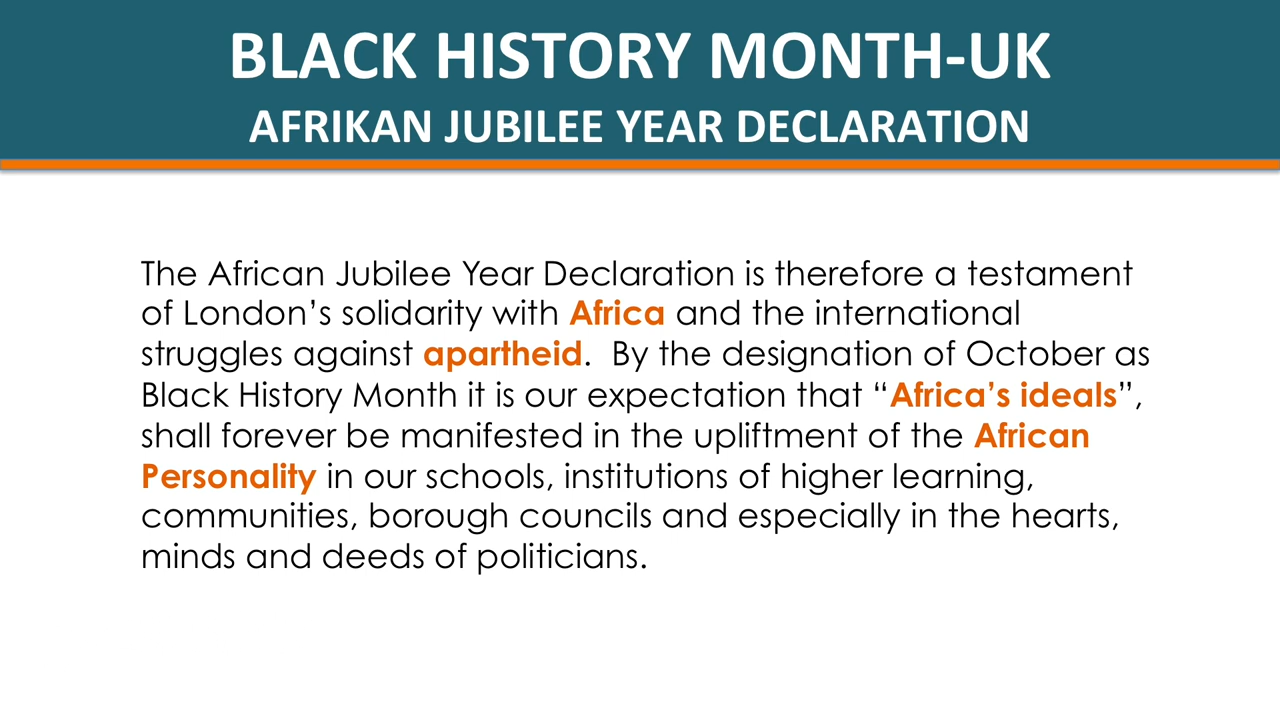 BLACK HISTORY MONTH-UK
AFRIKAN JUBILEE YEAR DECLARATION
The African Jubilee Year Declaration is therefore a testament
of London’s solidarity with Africa and the international
struggles against apartheid.  By the designation of October as
Black History Month it is our expectation that “Africa’s ideals”,
shall forever be manifested in the upliftment of the African
Personality in our schools, institutions of higher learning,
communities, borough councils and especially in the hearts,
minds and deeds of politicians.